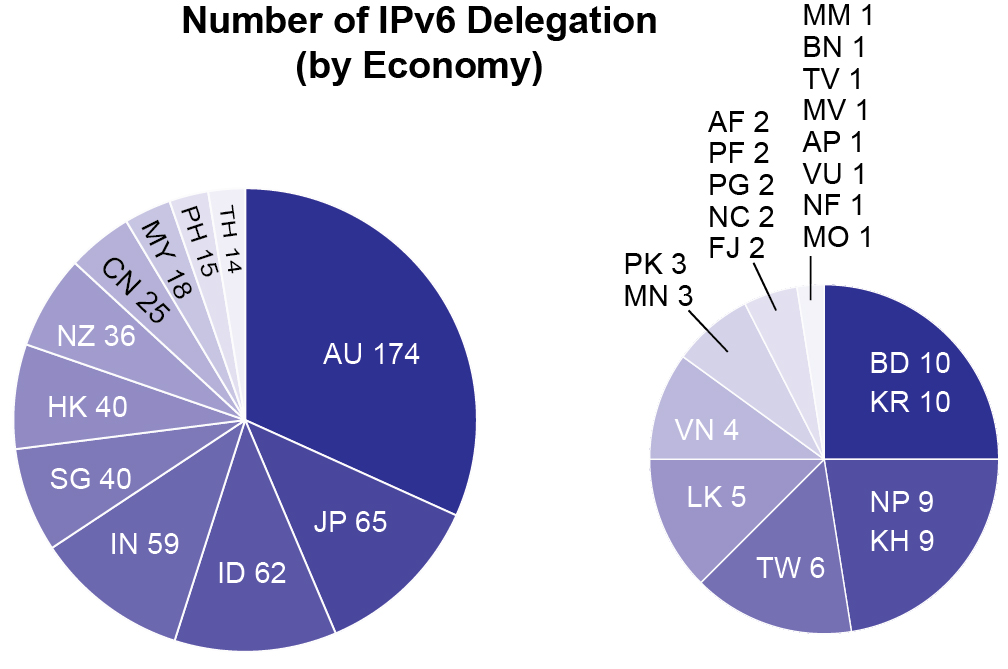 Number of IPv6 Delegation
(by Economy)
AU 174
JP 65
ID 62
IN 59
SG 40
HK 40
NZ 36
CN 25
MY 18
PH 15
TH 14
BD 10
KR 10
NP 9
KH 9
TW 6
LK 5
VN 4
PK 3
MN 3
AF 2
PF 2
PG 2
NC 2
FJ 2
MM 1
BN 1
TV 1
MV 1
AP 1
VU 1
NF 1
MO 1